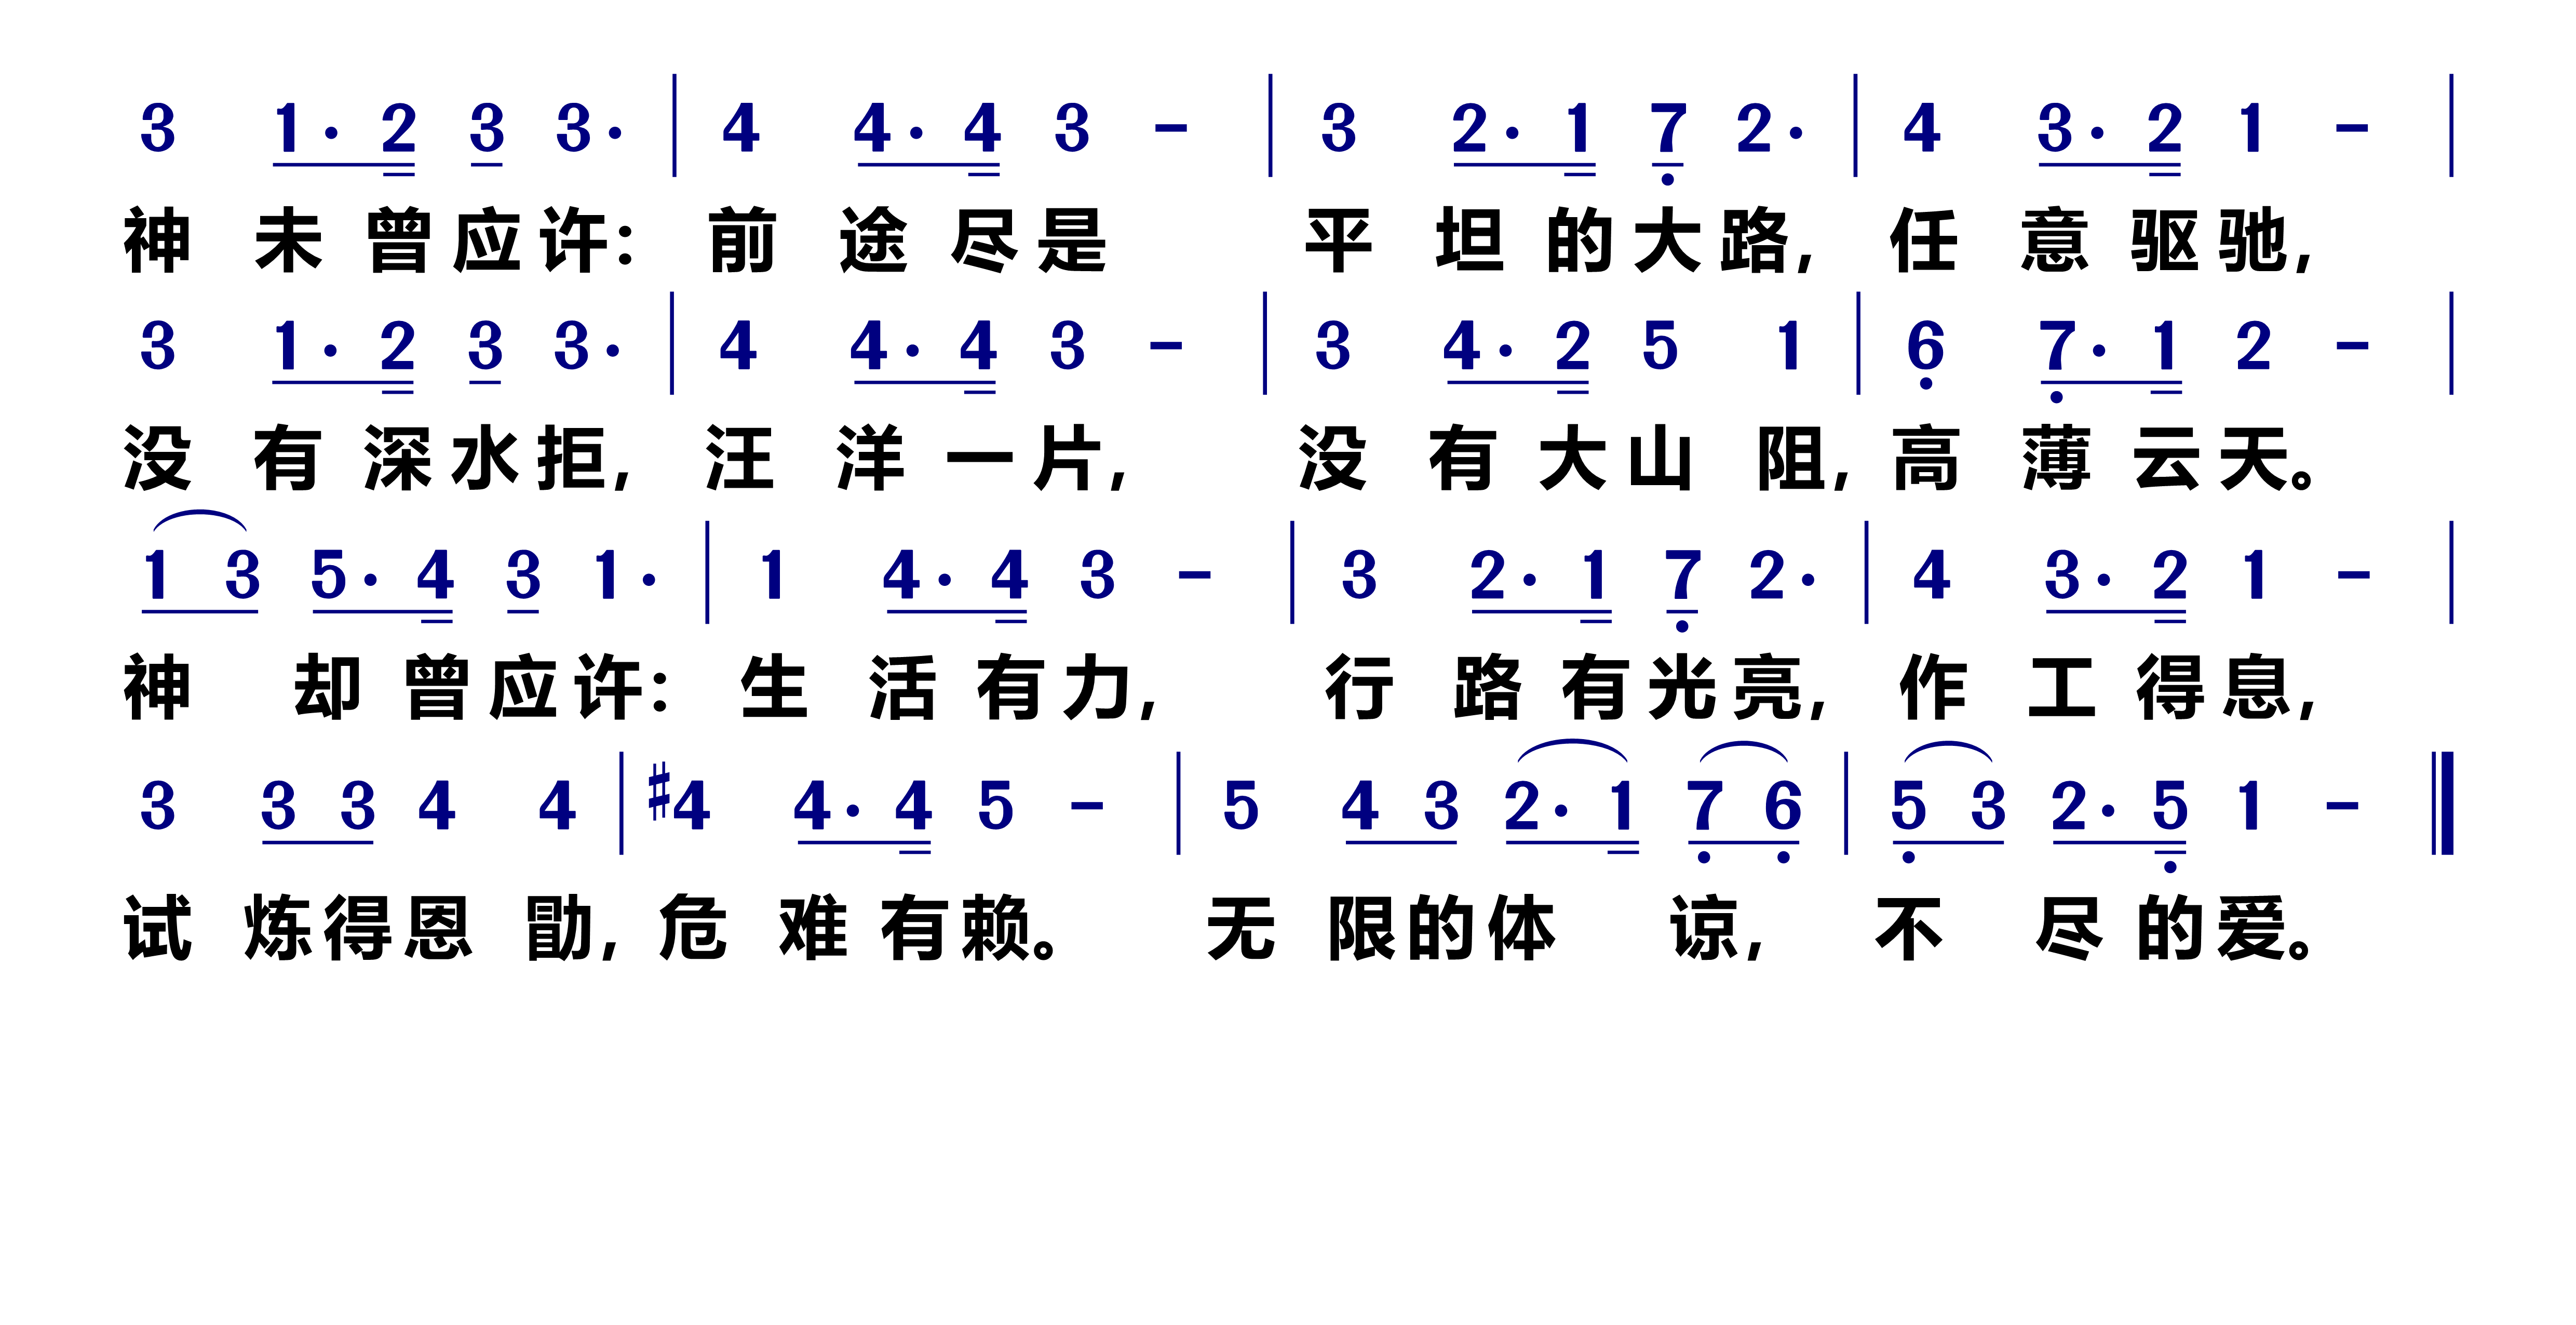 3 1· 2 3 3· | 4 4· 4 3 – | 3 2· 1 7̣ 2· | 4 3· 2 1 – |
神 未 曾 应 许: 前 途 尽 是 平 坦 的 大 路, 任 意 驱 驰,
3 1· 2 3 3· | 4 4· 4 3 – | 3 4· 2 5 1 | 6̣ 7̣· 1 2 – |
没 有 深 水 拒, 汪 洋 一 片, 没 有 大 山 阻, 高 薄 云 天。
1 3 5· 4 3 1· | 1 4· 4 3 – | 3 2· 1 7̣ 2· | 4 3· 2 1 – |
神 却 曾 应 许: 生 活 有 力, 行 路 有 光 亮, 作 工 得 息,
3 3 3 4 4 | ♯4 4· 4 5 – | 5 4 3 2· 1 7̣ 6̣ | 5̣ 3 2· 5̣ 1 – ‖
试 炼 得 恩 勖, 危 难 有 赖。 无 限 的 体 谅, 不 尽 的 爱。